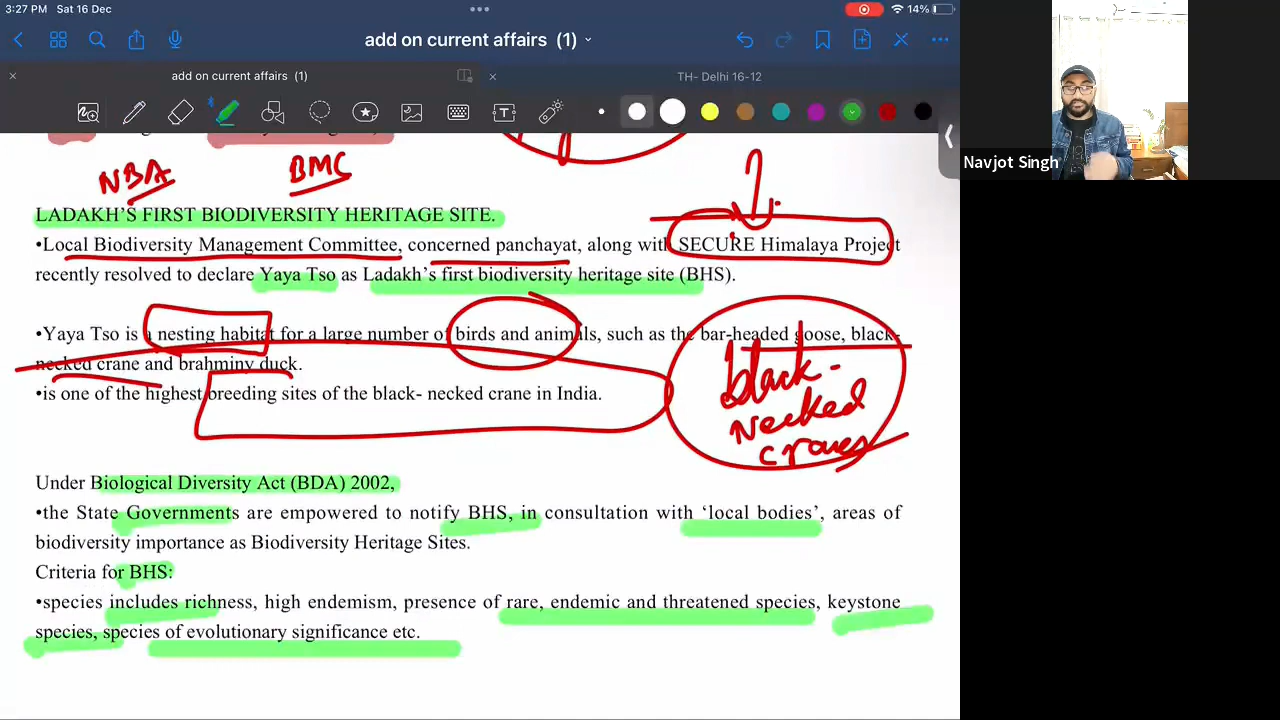 3:27 PM Sat 16 Dec
14%
add on current affairs (1)
add on current affairs (1)
TH- Delhi 16-12
Navjot Singh
NBA
BMC
LADAKH'S FIRST BIODIVERSITY HERITAGE SITE.
•Local Biodiversity Management Committee, concerned panchayat, along with SECURE Himalaya Project
recently resolved to declare Yaya Tso as Ladakh's first biodiversity heritage site (BHS).
•Yaya Tso is a nesting habitat for a large number of birds and animals, such as the bar-headed goose, black-
necked crane and brahminy duck.
•is one of the highest breeding sites of the black- necked crane in India.
black-
Necked
cranes
Under Biological Diversity Act (BDA) 2002,
•the State Governments are empowered to notify BHS, in consultation with 'local bodies', areas of
biodiversity importance as Biodiversity Heritage Sites.
Criteria for BHS:
•species includes richness, high endemism, presence of rare, endemic and threatened species, keystone
species, species of evolutionary significance etc.